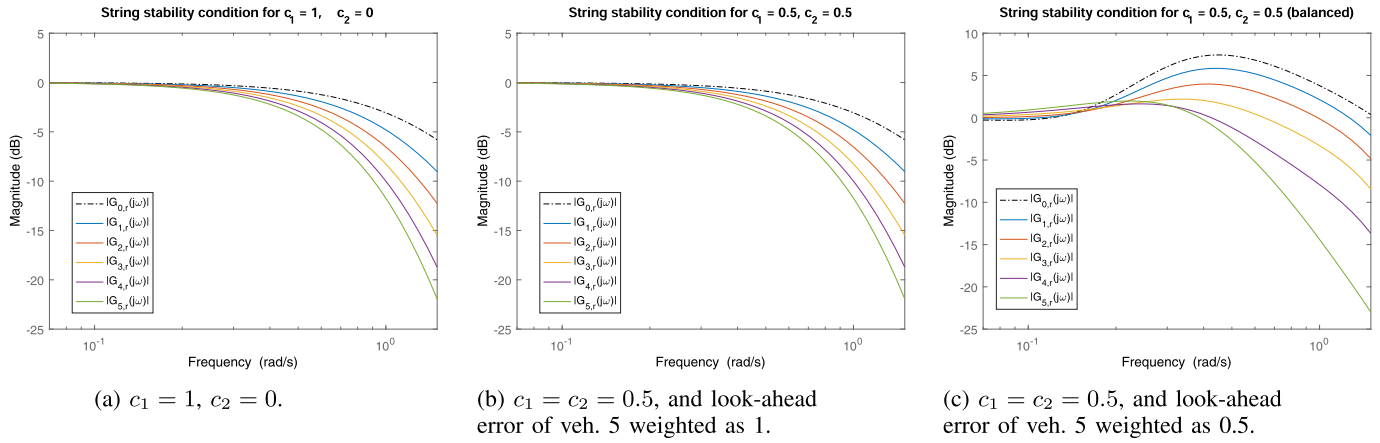 String stability condition for c1 = 1, c2 = 0
5
0
-5
-10
-15
-20
-25
Magnitude (dB)
|G0,r(jω)|
|G1,r(jω)|
|G2,r(jω)|
|G3,r(jω)|
|G4,r(jω)|
|G5,r(jω)|
10-1
100
Frequency (rad/s)
(a) c1 = 1, c2 = 0.
String stability condition for c1 = 0.5, c2 = 0.5
5
0
-5
-10
-15
-20
-25
Magnitude (dB)
|G0,r(jω)|
|G1,r(jω)|
|G2,r(jω)|
|G3,r(jω)|
|G4,r(jω)|
|G5,r(jω)|
10-1
100
Frequency (rad/s)
(b) c1 = c2 = 0.5, and look-ahead
error of veh. 5 weighted as 1.
String stability condition for c1 = 0.5, c2 = 0.5 (balanced)
10
5
0
-5
-10
-15
-20
-25
Magnitude (dB)
|G0,r(jω)|
|G1,r(jω)|
|G2,r(jω)|
|G3,r(jω)|
|G4,r(jω)|
|G5,r(jω)|
10-1
100
Frequency (rad/s)
(c) c1 = c2 = 0.5, and look-ahead
error of veh. 5 weighted as 0.5.